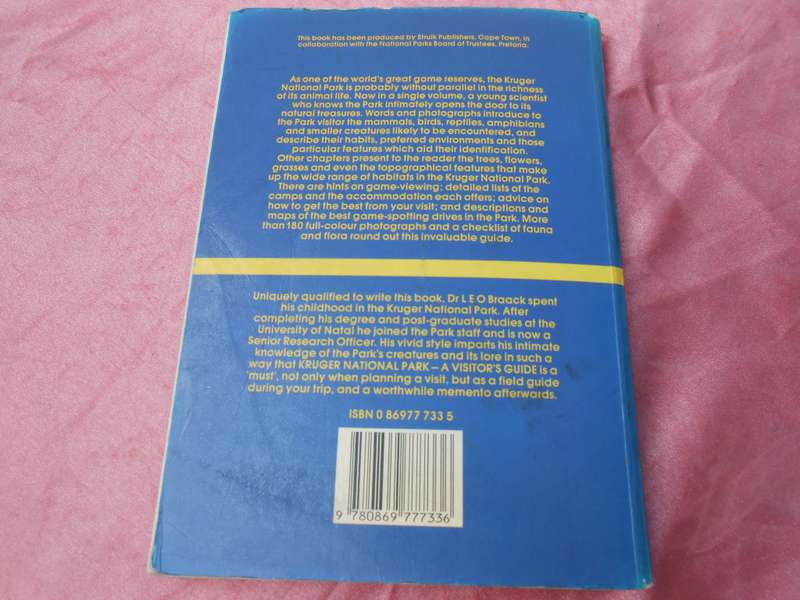 This book has been produced by Struik Publishers, Cape Town, in
collaboration with the National Parks Board of Trustees, Pretoria.
As one of the world's great game reserves, the Kruger
National Park is probably without parallel in the richness
of its animal life. Now in a single volume, a young scientist
who knows the Park intimately opens the door to its
natural treasures. Words and photographs introduce to
the Park visitor the mammals, birds, reptiles, amphibians
and smaller creatures likely to be encountered, and
describe their habits, preferred environments and those
particular features which aid their identification.
Other chapters present to the reader the trees, flowers,
grasses and even the topographical features that make
up the wide range of habitats in the Kruger National Park.
There are hints on game-viewing; detailed lists of the
camps and the accommodation each offers; advice on
how to get the best from your visit; and descriptions and
maps of the best game-spotting drives in the Park. More
than 180 full-colour photographs and a checklist of fauna
and flora round out this invaluable guide.
Uniquely qualified to write this book, Dr L E O Braack spent
his childhood in the Kruger National Park. After
completing his degree and post-graduate studies at the
University of Natal he joined the Park staff and is now a
Senior Research Officer. His vivid style imparts his intimate
knowledge of the Park's creatures and its lore in such a
way that KRUGER NATIONAL PARK – A VISITOR'S GUIDE is a
'must', not only when planning a visit, but as a field guide
during your trip, and a worthwhile memento afterwards.
ISBN 0 86977 733 5
9 780869 777336